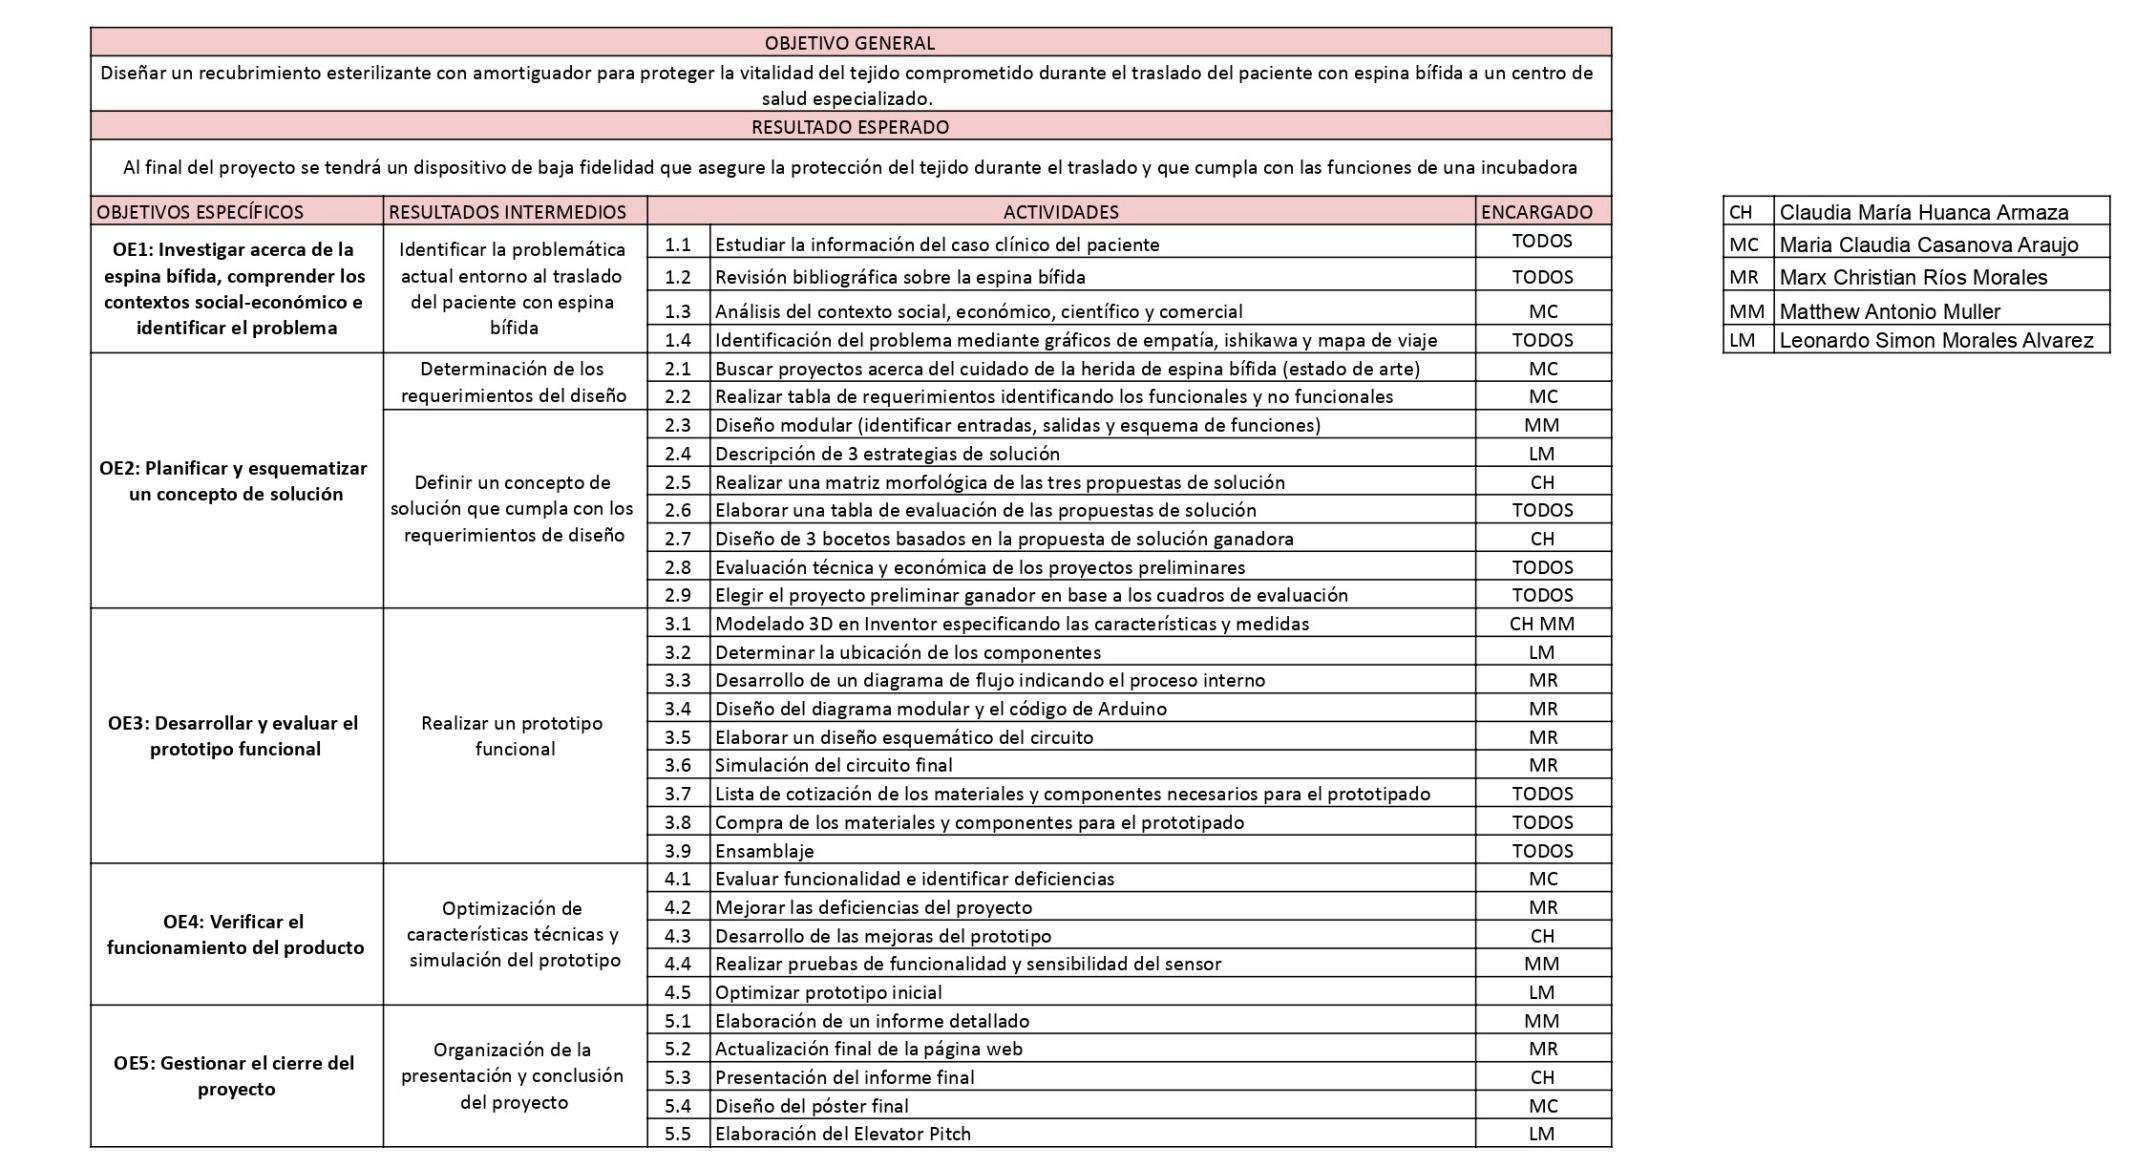 OBJETIVO GENERAL
Diseñar un recubrimiento esterilizante con amortiguador para proteger la vitalidad del tejido comprometido durante el traslado del paciente con espina bífida a un centro de
salud especializado.
RESULTADO ESPERADO
Al final del proyecto se tendrá un dispositivo de baja fidelidad que asegure la protección del tejido durante el traslado y que cumpla con las funciones de una incubadora
OBJETIVOS ESPECÍFICOS
RESULTADOS INTERMEDIOS
ACTIVIDADES
ENCARGADO
OE1: Investigar acerca de la
espina bífida, comprender los
contextos social-económico e
identificar el problema
Identificar la problemática
actual entorno al traslado
del paciente con espina
bífida
1.1 Estudiar la información del caso clínico del paciente TODOS
1.2 Revisión bibliográfica sobre la espina bífida TODOS
1.3 Análisis del contexto social, económico, científico y comercial MC
1.4 Identificación del problema mediante gráficos de empatía, ishikawa y mapa de viaje TODOS
OE2: Planificar y esquematizar
un concepto de solución
Determinación de los
requerimientos del diseño
2.1 Buscar proyectos acerca del cuidado de la herida de espina bífida (estado de arte) MC
2.2 Realizar tabla de requerimientos identificando los funcionales y no funcionales MC
Definir un concepto de
solución que cumpla con los
requerimientos de diseño
2.3 Diseño modular (identificar entradas, salidas y esquema de funciones) MM
2.4 Descripción de 3 estrategias de solución LM
2.5 Realizar una matriz morfológica de las tres propuestas de solución CH
2.6 Elaborar una tabla de evaluación de las propuestas de solución TODOS
2.7 Diseño de 3 bocetos basados en la propuesta de solución ganadora CH
2.8 Evaluación técnica y económica de los proyectos preliminares TODOS
2.9 Elegir el proyecto preliminar ganador en base a los cuadros de evaluación TODOS
OE3: Desarrollar y evaluar el
prototipo funcional
Realizar un prototipo
funcional
3.1 Modelado 3D en Inventor especificando las características y medidas CH MM
3.2 Determinar la ubicación de los componentes LM
3.3 Desarrollo de un diagrama de flujo indicando el proceso interno MR
3.4 Diseño del diagrama modular y el código de Arduino MR
3.5 Elaborar un diseño esquemático del circuito MR
3.6 Simulación del circuito final MR
3.7 Lista de cotización de los materiales y componentes necesarios para el prototipado TODOS
3.8 Compra de los materiales y componentes para el prototipado TODOS
3.9 Ensamblaje TODOS
OE4: Verificar el
funcionamiento del producto
Optimización de
características técnicas y
simulación del prototipo
4.1 Evaluar funcionalidad e identificar deficiencias MC
4.2 Mejorar las deficiencias del proyecto MR
4.3 Desarrollo de las mejoras del prototipo CH
4.4 Realizar pruebas de funcionalidad y sensibilidad del sensor MM
4.5 Optimizar prototipo inicial LM
OE5: Gestionar el cierre del
proyecto
Organización de la
presentación y conclusión
del proyecto
5.1 Elaboración de un informe detallado MM
5.2 Actualización final de la página web MR
5.3 Presentación del informe final CH
5.4 Diseño del póster final MC
5.5 Elaboración del Elevator Pitch LM
CH Claudia María Huanca Armaza
MC Maria Claudia Casanova Araujo
MR Marx Christian Ríos Morales
MM Matthew Antonio Muller
LM Leonardo Simon Morales Alvarez